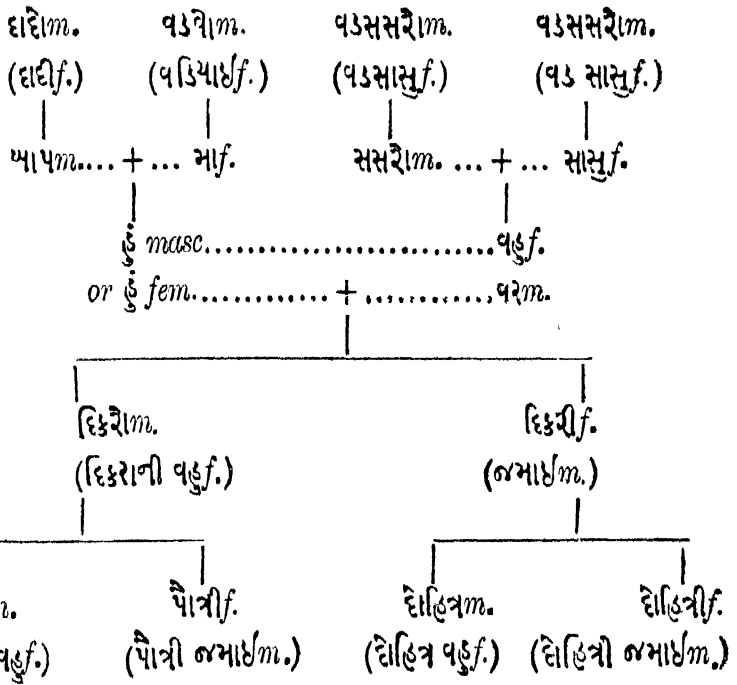 દાદોm. વડવોm. વડસસરોm. વડસસરોm.
(દાદીf.) (વડિયાઈf.) (વડસાસુf.) (વડ સાસુf.)
બાપm.... + ... માf. સસરોm. ... + ... સાસુf.
હું masc..........................વહુf.
or હું fem............. + .............વરm.
દિકરોm. દિકરીf.
(દિકરાની વહુf.) (જમાઈm.)
પૌત્રીf. દોહિત્રm. દોહિત્રીf.
વહુf.) (પૌત્રી જમાઈm.) (દોહિત્ર વહુf.) (દોહિત્રી જમાઈm.)